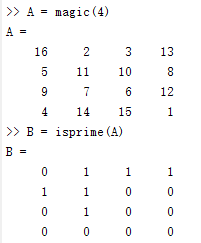 >> A = magic(4)
A =
16 2 3 13
5 11 10 8
9 7 6 12
4 14 15 1
>> B = isprime(A)
B =
0 1 1 1
1 1 0 0
0 1 0 0
0 0 0 0